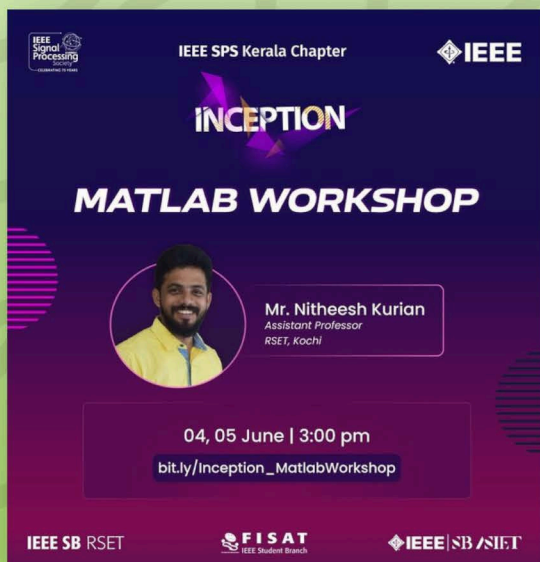 IEEE
Signal
Processing
Society
CELEBRATING 75 YEARS
IEEE SPS Kerala Chapter
IEEE
INCEPTION
MATLAB WORKSHOP
Mr. Nitheesh Kurian
Assistant Professor
RSET, Kochi
04, 05 June | 3:00 pm
bit.ly/Inception_MatlabWorkshop
IEEE SB RSET
FISAT
IEEE Student Branch
IEEE|SB ASIET